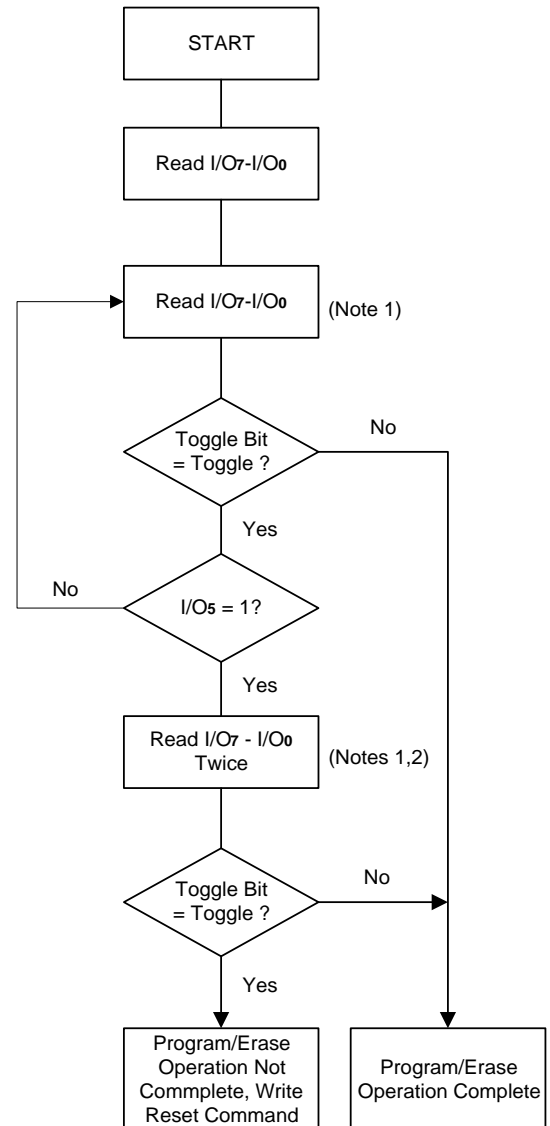 START
Read I/O7-I/O0
Read I/O7-I/O0
(Note 1)
Toggle Bit
= Toggle ?
No
Yes
No
I/O5 = 1?
Yes
Read I/O7 - I/O0
Twice
(Notes 1,2)
Toggle Bit
= Toggle ?
No
Yes
Program/Erase
Operation Not
Commplete, Write
Reset Command
Program/Erase
Operation Complete